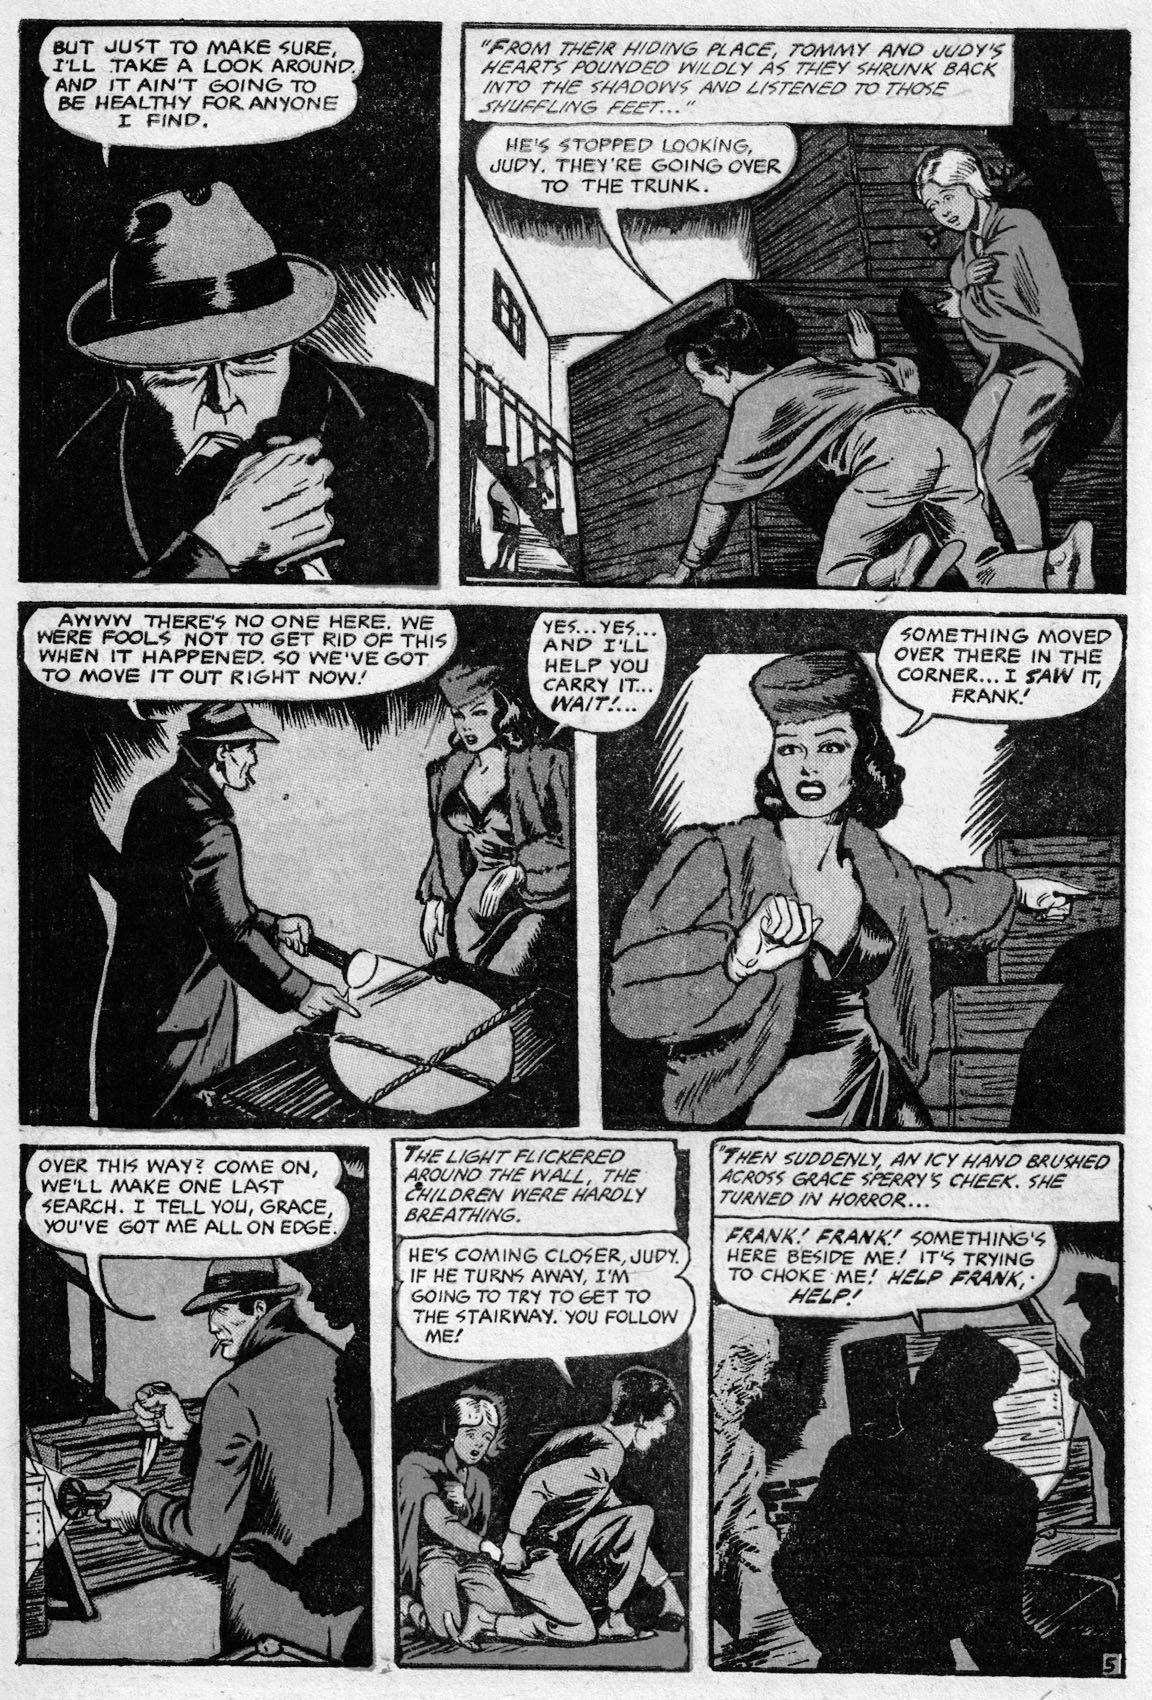 BUT JUST TO MAKE SURE,
I'LL TAKE A LOOK AROUND.
AND IT AIN'T GOING TO
BE HEALTHY FOR ANYONE
I FIND.
"FROM THEIR HIDING PLACE, TOMMY AND JUDY'S
HEARTS POUNDED WILDLY AS THEY SHRUNK BACK
INTO THE SHADOWS AND LISTENED TO THOSE
SHUFFLING FEET..."
HE'S STOPPED LOOKING,
JUDY. THEY'RE GOING OVER
TO THE TRUNK.
AWWW THERE'S NO ONE HERE. WE
WERE FOOLS NOT TO GET RID OF THIS
WHEN IT HAPPENED. SO WE'VE GOT
TO MOVE IT OUT RIGHT NOW!
YES...YES...
AND I'LL
HELP YOU
CARRY IT...
WAIT!...
SOMETHING MOVED
OVER THERE IN THE
CORNER... I SAW IT,
FRANK!
OVER THIS WAY? COME ON,
WE'LL MAKE ONE LAST
SEARCH. I TELL YOU, GRACE,
YOU'VE GOT ME ALL ON EDGE.
THE LIGHT FLICKERED
AROUND THE WALL, THE
CHILDREN WERE HARDLY
BREATHING.
HE'S COMING CLOSER, JUDY.
IF HE TURNS AWAY, I'M
GOING TO TRY TO GET TO
THE STAIRWAY. YOU FOLLOW
ME!
"THEN SUDDENLY, AN ICY HAND BRUSHED
ACROSS GRACE SPERRY'S CHEEK. SHE
TURNED IN HORROR...
FRANK! FRANK! SOMETHING'S
HERE BESIDE ME! IT'S TRYING
TO CHOKE ME! HELP FRANK,
HELP!
5